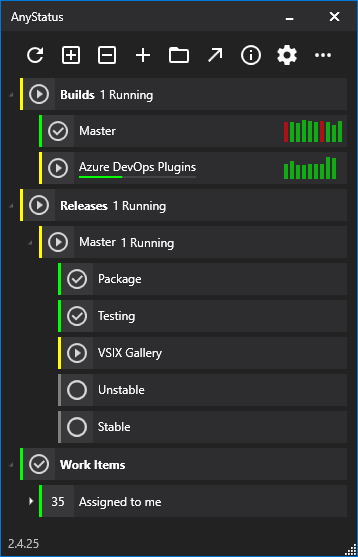 AnyStatus
Builds 1 Running
Master
Azure DevOps Plugins
Releases 1 Running
Master 1 Running
Package
Testing
VSIX Gallery
Unstable
Stable
Work Items
35 Assigned to me
2.4.25